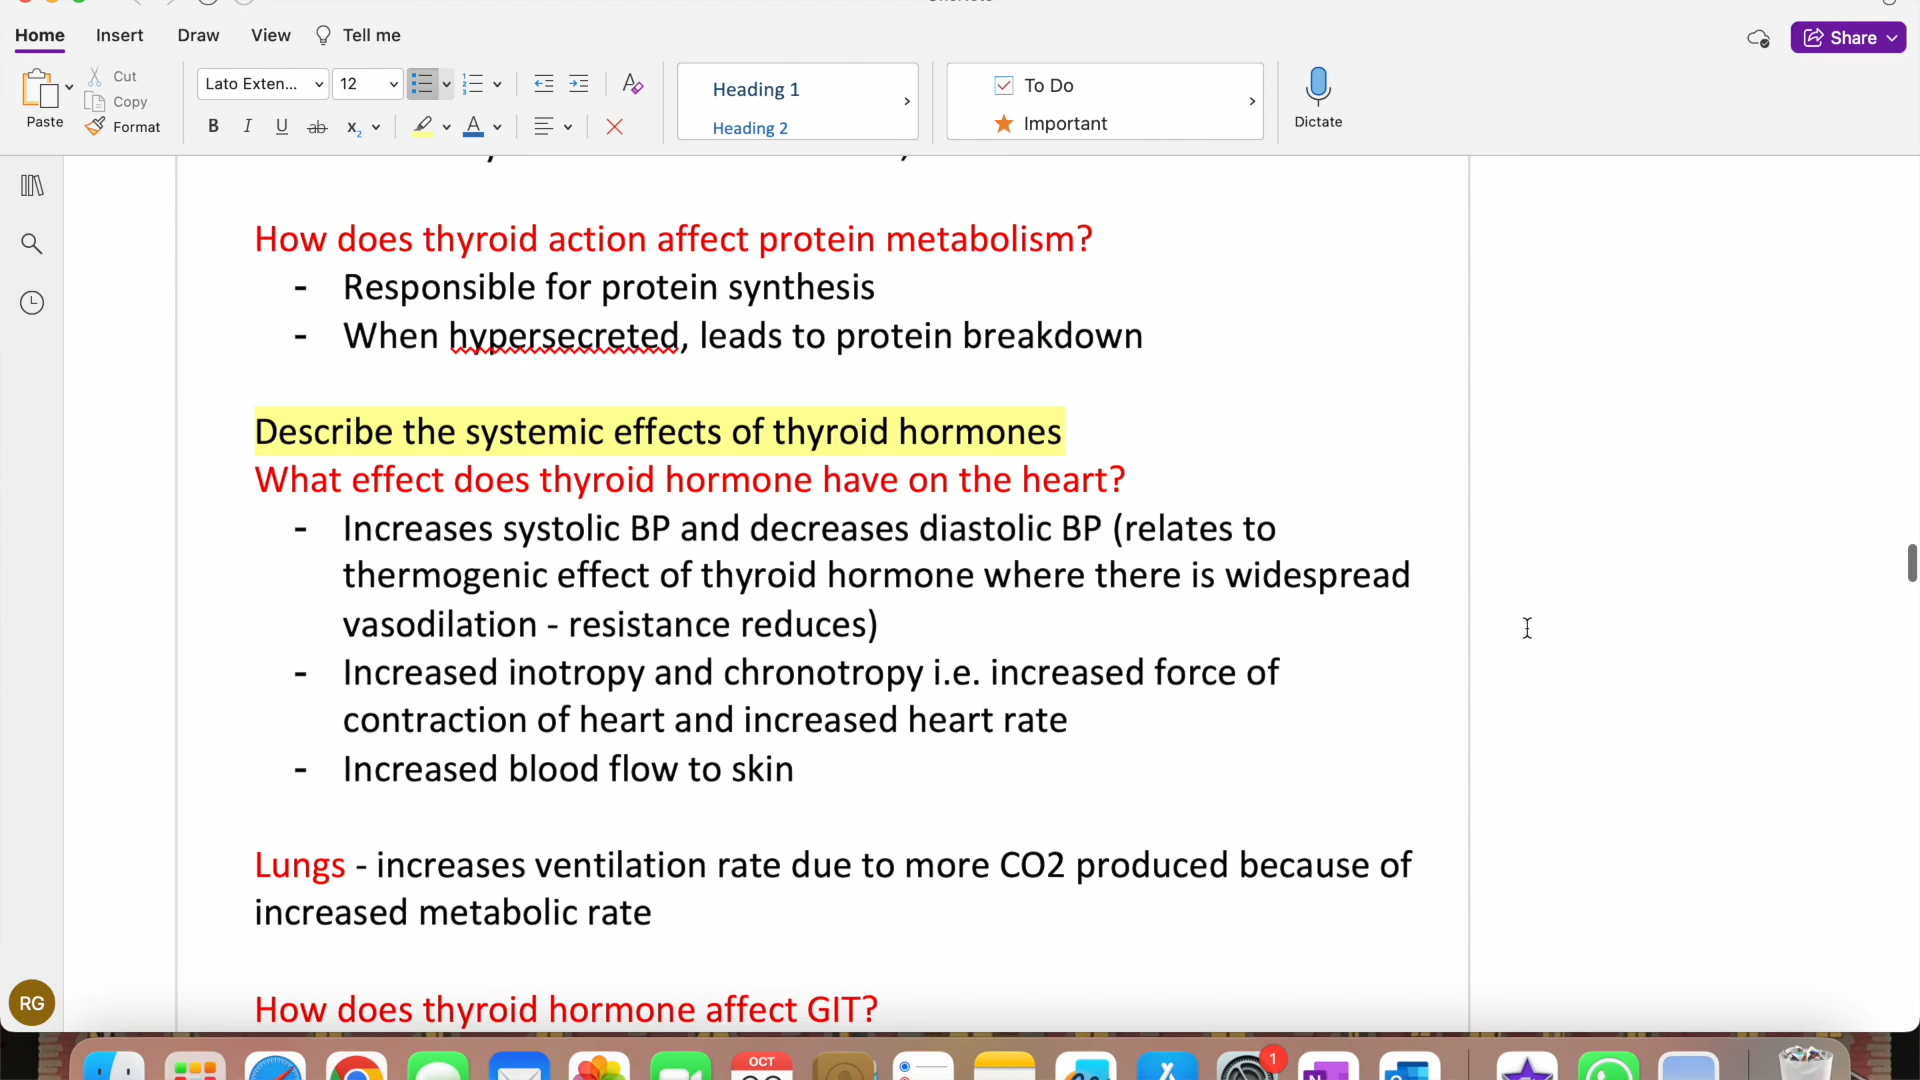 Home Insert Draw View Tell me
Share
Paste
Cut
Copy
Format
Lato Exten... 12
Heading 1
Heading 2
To Do
Important
Dictate
How does thyroid action affect protein metabolism?
- Responsible for protein synthesis
- When hypersecreted, leads to protein breakdown
Describe the systemic effects of thyroid hormones
What effect does thyroid hormone have on the heart?
- Increases systolic BP and decreases diastolic BP (relates to
thermogenic effect of thyroid hormone where there is widespread
vasodilation - resistance reduces)
- Increased inotropy and chronotropy i.e. increased force of
contraction of heart and increased heart rate
- Increased blood flow to skin
Lungs - increases ventilation rate due to more CO2 produced because of
increased metabolic rate
RG
How does thyroid hormone affect GIT?
OCT
1